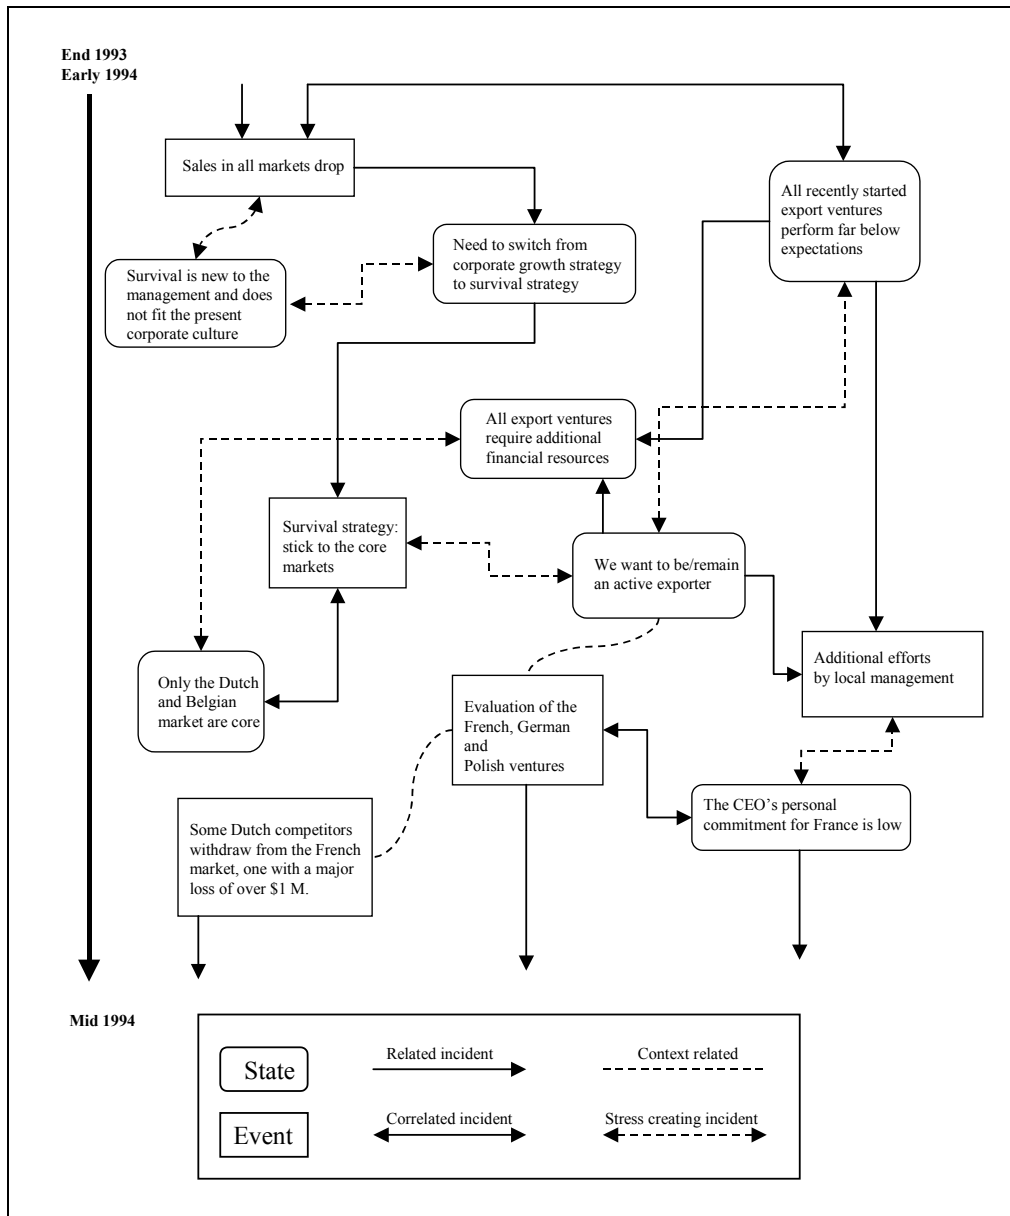 End 1993
Early 1994
Sales in all markets drop
All recently started
export ventures
perform far below
expectations
Need to switch from
corporate growth strategy
to survival strategy
Survival is new to the
management and does
not fit the present
corporate culture
All export ventures
require additional
financial resources
Survival strategy:
stick to the core
markets
We want to be/remain
an active exporter
Additional efforts
by local management
Only the Dutch
and Belgian
market are core
Evaluation of the
French, German
and
Polish ventures
The CEO’s personal
commitment for France is low
Some Dutch competitors
withdraw from the French
market, one with a major
loss of over $1 M.
Mid 1994
State
Related incident
Context related
Event
Correlated incident
Stress creating incident